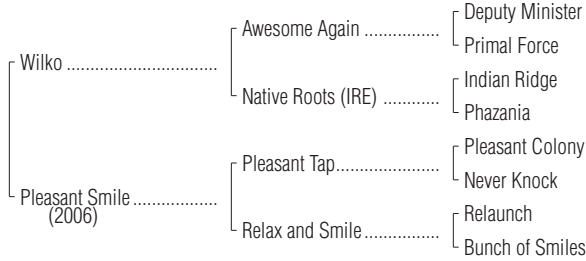 Deputy Minister
Awesome Again ................
Primal Force
Wilko ................................
Indian Ridge
Native Roots (IRE) ............
Phazania
Pleasant Colony
Pleasant Tap......................
Never Knock
Pleasant Smile ..................
(2006)
Relaunch
Relax and Smile ................
Bunch of Smiles